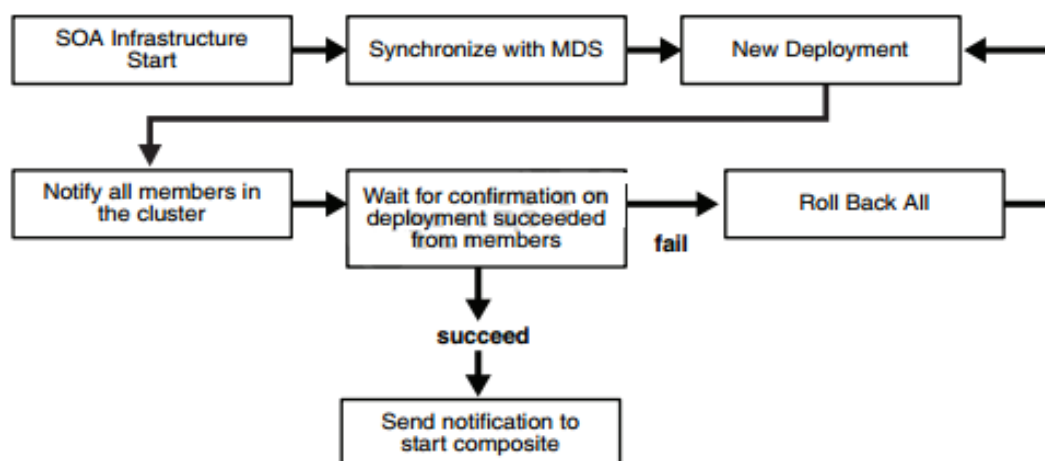 SOA Infrastructure
Start
Synchronize with MDS
New Deployment
Notify all members in
the cluster
Wait for confirmation on
deployment succeeded
from members
fail
Roll Back All
succeed
Send notification to
start composite